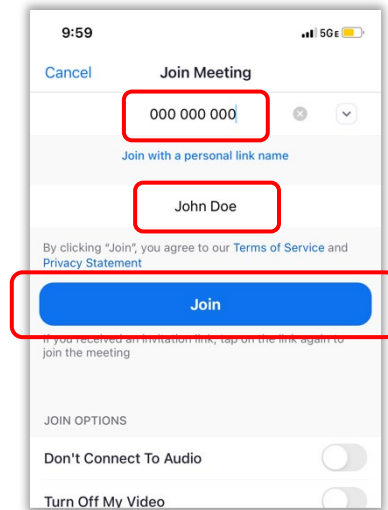 9:59
5GE
Cancel
Join Meeting
000 000 000
Join with a personal link name
John Doe
By clicking "Join", you agree to our Terms of Service and
Privacy Statement
Join
If you received an invitation link, tap on the link again to
join the meeting
JOIN OPTIONS
Don't Connect To Audio
Turn Off My Video